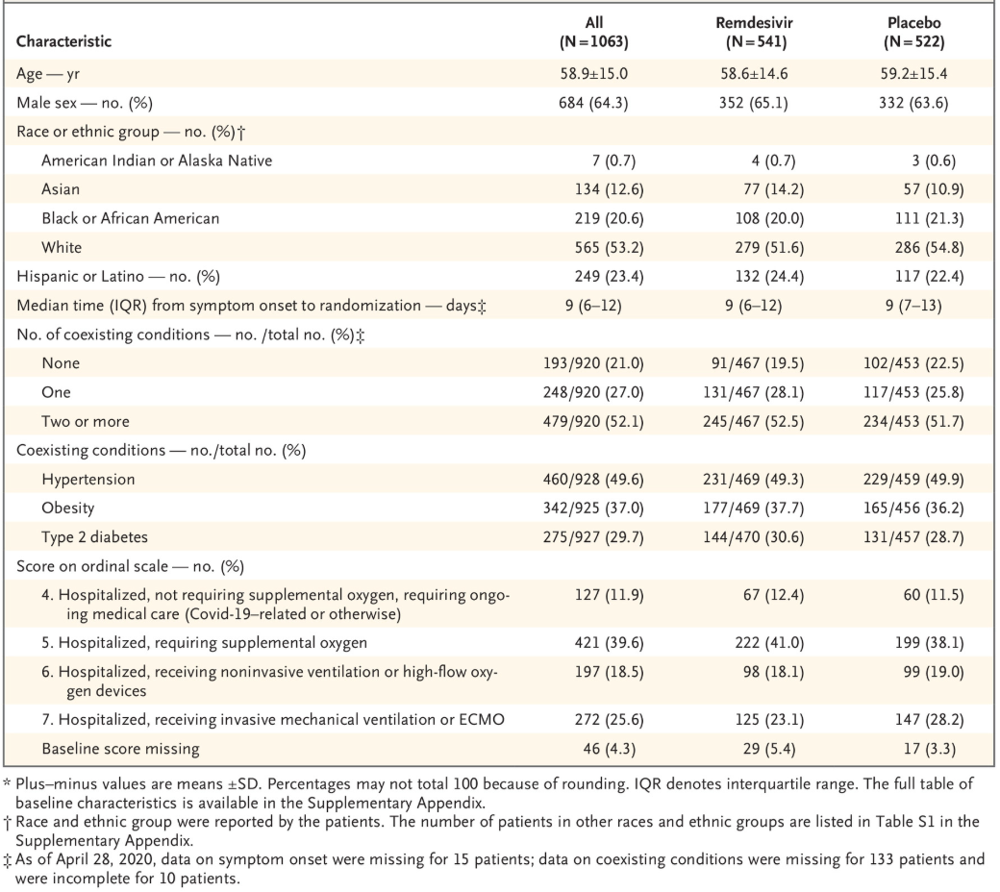 Characteristic All (N=1063) Remdesivir (N=541) Placebo (N=522)
Age — yr 58.9±15.0 58.6±14.6 59.2±15.4
Male sex — no. (%) 684 (64.3) 352 (65.1) 332 (63.6)
Race or ethnic group — no. (%)†
American Indian or Alaska Native 7 (0.7) 4 (0.7) 3 (0.6)
Asian 134 (12.6) 77 (14.2) 57 (10.9)
Black or African American 219 (20.6) 108 (20.0) 111 (21.3)
White 565 (53.2) 279 (51.6) 286 (54.8)
Hispanic or Latino — no. (%) 249 (23.4) 132 (24.4) 117 (22.4)
Median time (IQR) from symptom onset to randomization — days‡ 9 (6–12) 9 (6–12) 9 (7–13)
No. of coexisting conditions — no. /total no. (%)‡
None 193/920 (21.0) 91/467 (19.5) 102/453 (22.5)
One 248/920 (27.0) 131/467 (28.1) 117/453 (25.8)
Two or more 479/920 (52.1) 245/467 (52.5) 234/453 (51.7)
Coexisting conditions — no./total no. (%)
Hypertension 460/928 (49.6) 231/469 (49.3) 229/459 (49.9)
Obesity 342/925 (37.0) 177/469 (37.7) 165/456 (36.2)
Type 2 diabetes 275/927 (29.7) 144/470 (30.6) 131/457 (28.7)
Score on ordinal scale — no. (%)
4. Hospitalized, not requiring supplemental oxygen, requiring ongo- 127 (11.9) 67 (12.4) 60 (11.5)
ing medical care (Covid-19–related or otherwise)
5. Hospitalized, requiring supplemental oxygen 421 (39.6) 222 (41.0) 199 (38.1)
6. Hospitalized, receiving noninvasive ventilation or high-flow oxy- 197 (18.5) 98 (18.1) 99 (19.0)
gen devices
7. Hospitalized, receiving invasive mechanical ventilation or ECMO 272 (25.6) 125 (23.1) 147 (28.2)
Baseline score missing 46 (4.3) 29 (5.4) 17 (3.3)
* Plus–minus values are means ±SD. Percentages may not total 100 because of rounding. IQR denotes interquartile range. The full table of
baseline characteristics is available in the Supplementary Appendix.
† Race and ethnic group were reported by the patients. The number of patients in other races and ethnic groups are listed in Table S1 in the
Supplementary Appendix.
‡ As of April 28, 2020, data on symptom onset were missing for 15 patients; data on coexisting conditions were missing for 133 patients and
were incomplete for 10 patients.